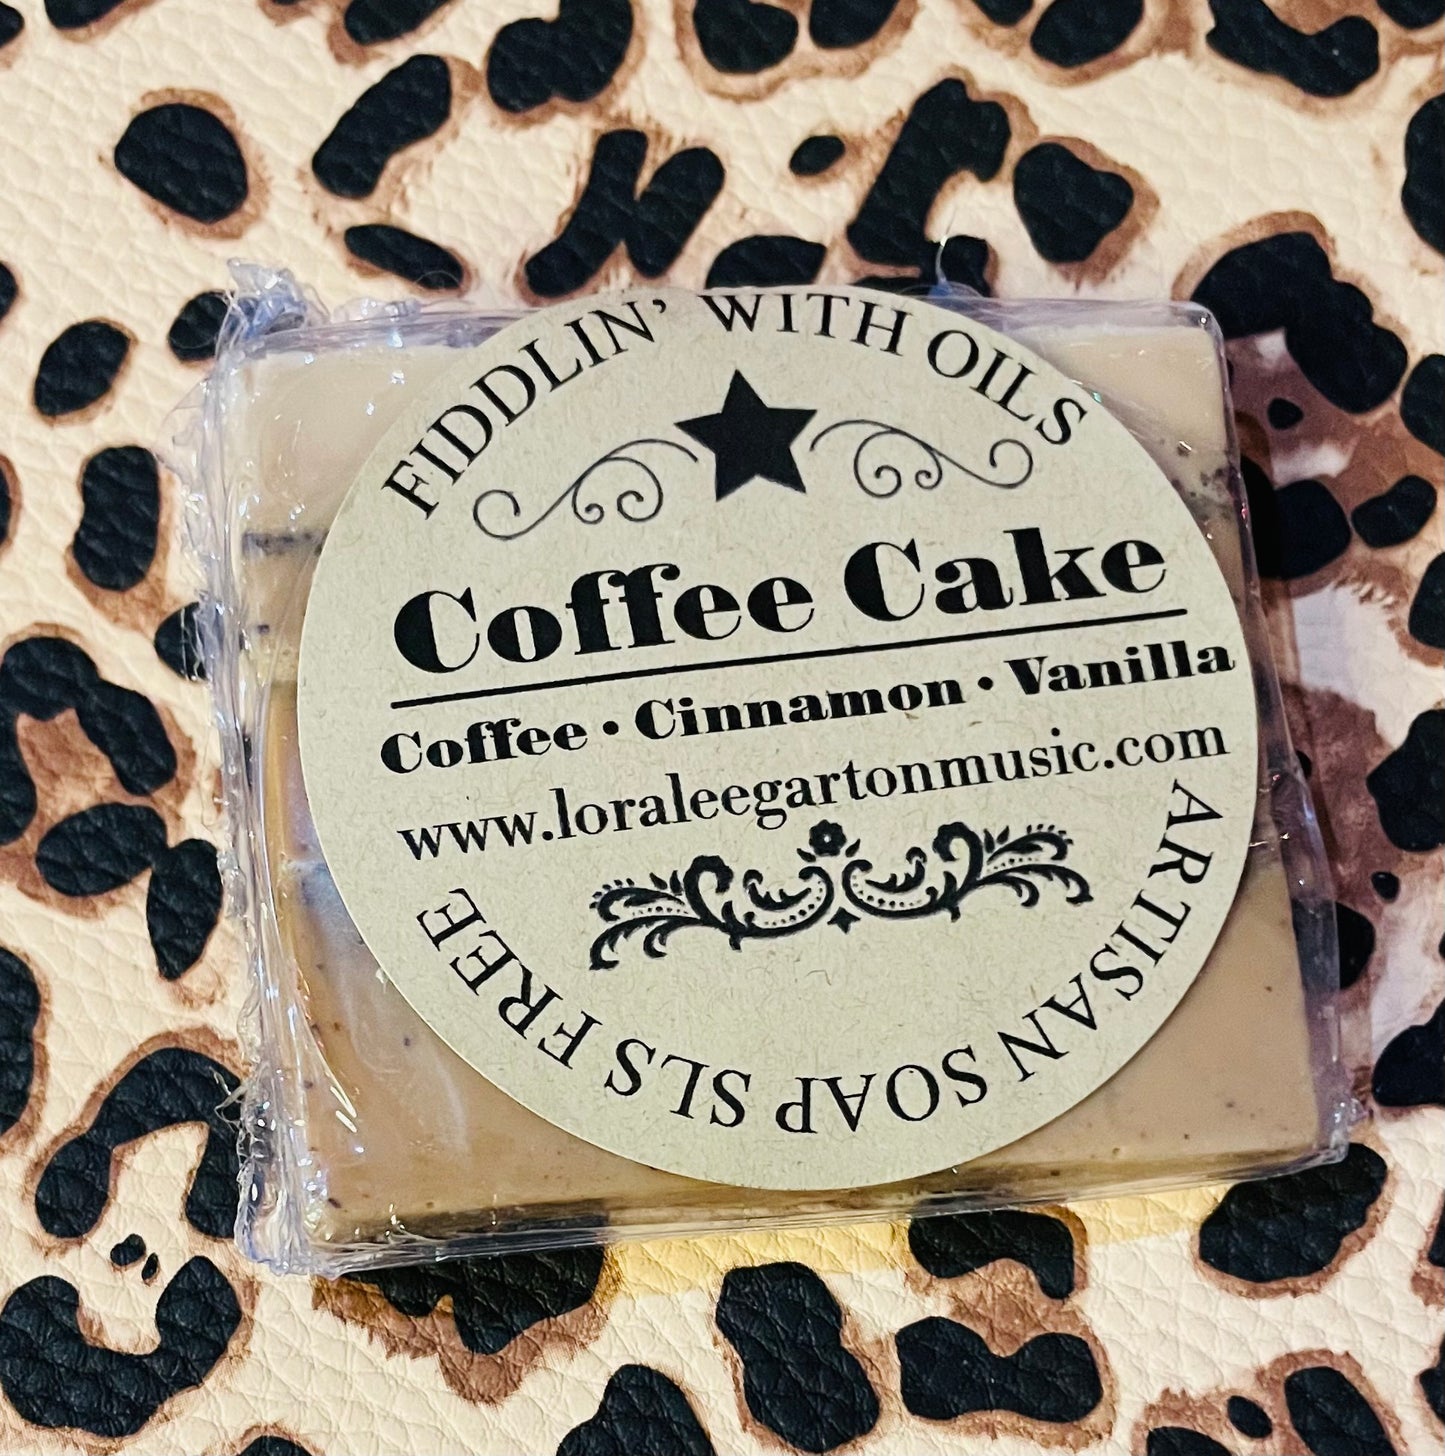 FIDDLIN' WITH OILS
Coffee Cake
Coffee • Cinnamon • Vanilla
www.loraleegartonmusic.com
ARTISAN SOAP SLS FREE